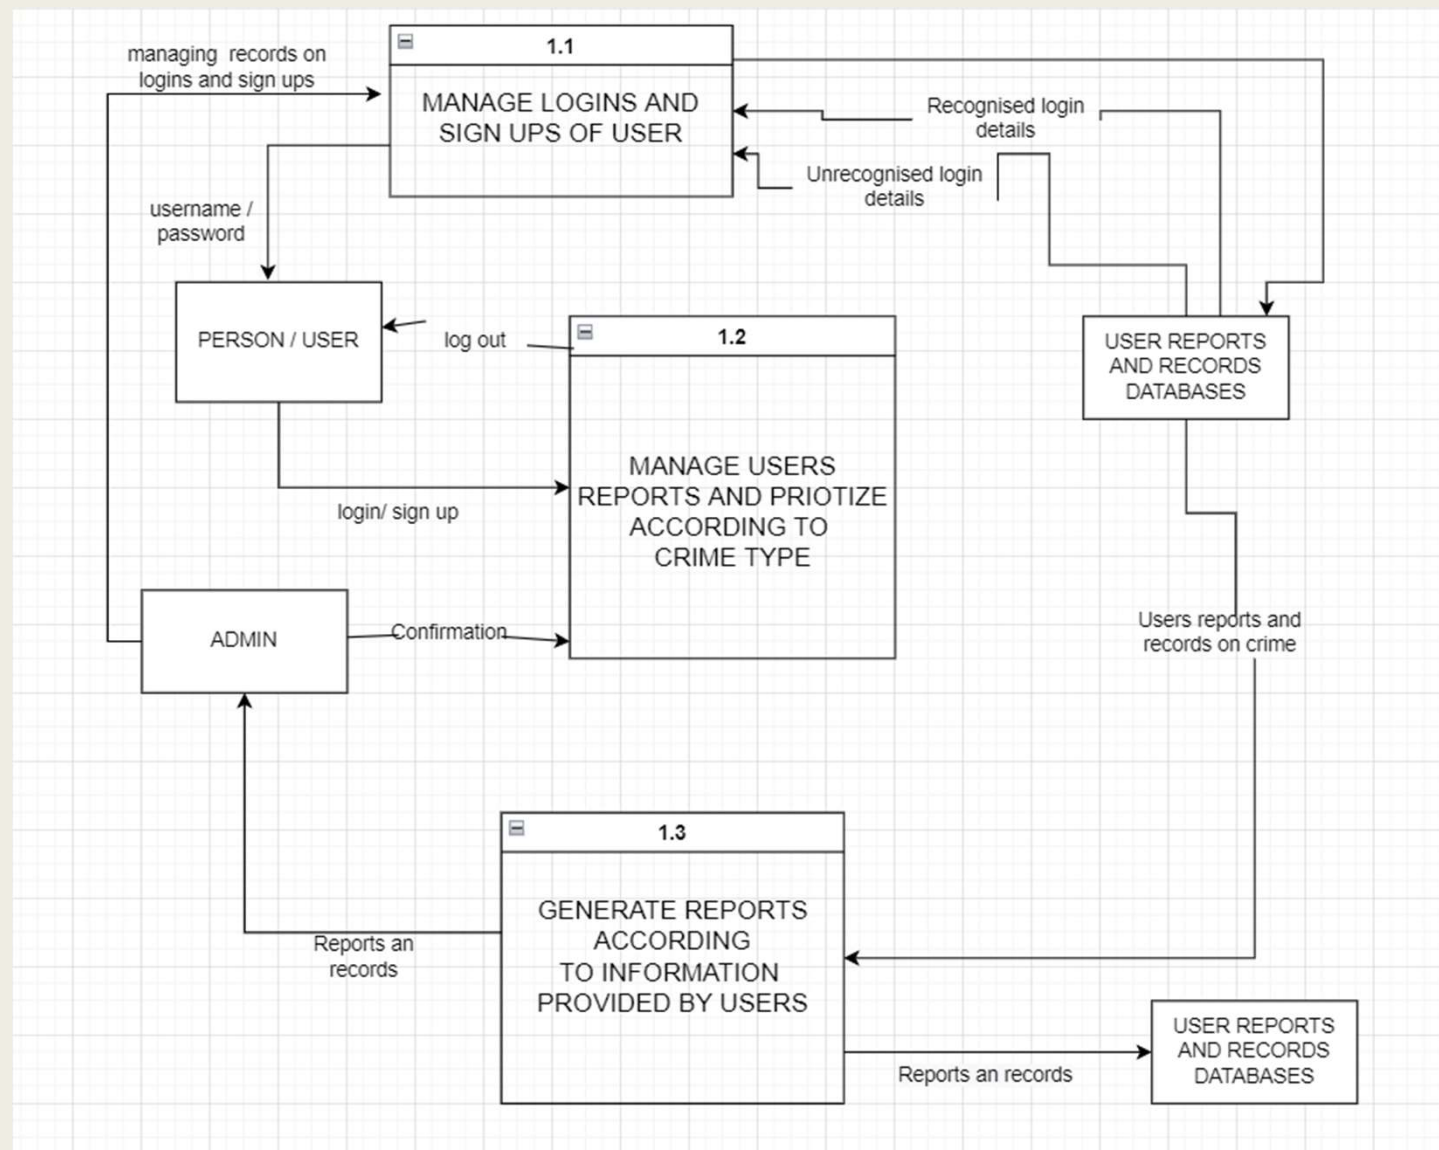 1.1
managing records on
logins and sign ups
MANAGE LOGINS AND
SIGN UPS OF USER
Recognised login
details
Unrecognised login
details
username /
password
PERSON / USER
log out
1.2
USER REPORTS
AND RECORDS
DATABASES
MANAGE USERS
REPORTS AND PRIOTIZE
ACCORDING TO
CRIME TYPE
login/ sign up
ADMIN
Confirmation
Users reports and
records on crime
1.3
GENERATE REPORTS
ACCORDING
TO INFORMATION
PROVIDED BY USERS
Reports an
records
USER REPORTS
AND RECORDS
DATABASES
Reports an records